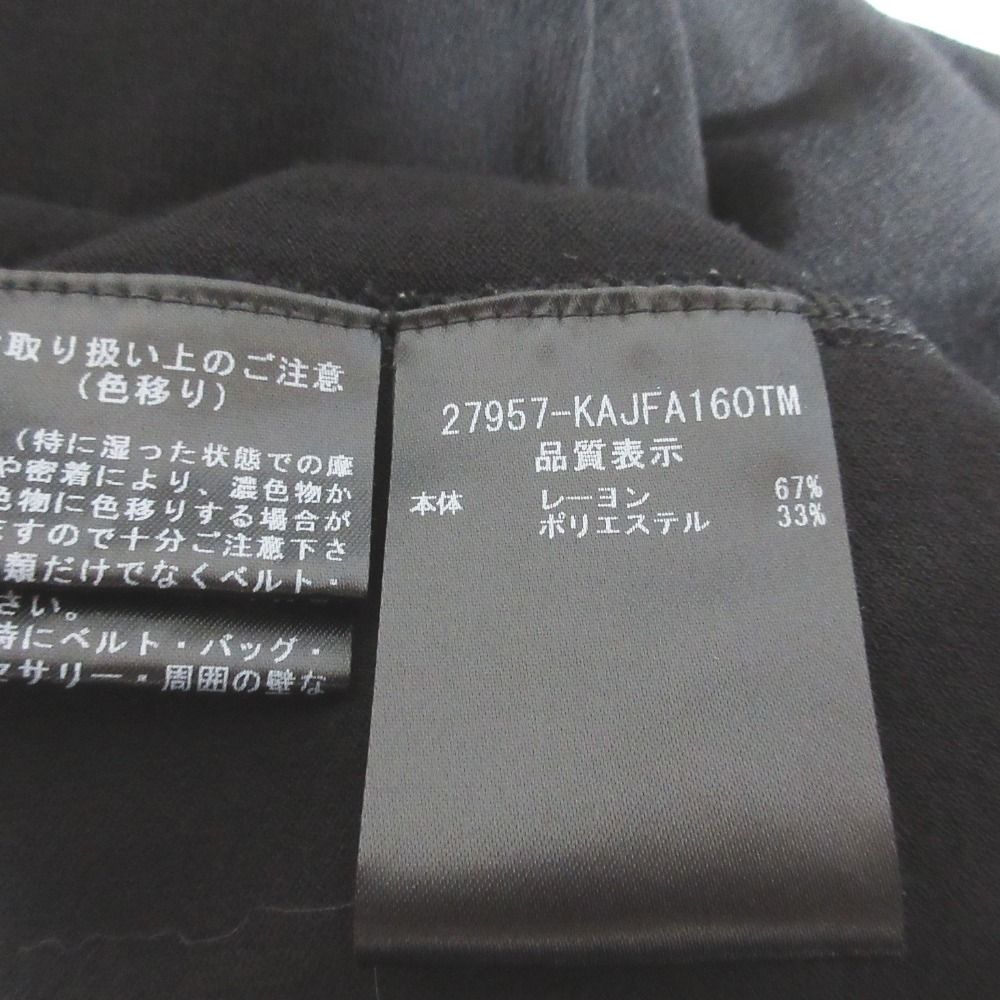 取り扱い上のご注意
(色移り)
(特に湿った状態での摩
や密着により、濃色物か
色物に色移りする場合が
ますので十分ご注意下さ
類だけでなくベルト・
さい。
特にベルト・バッグ・
セサリー・周囲の壁な
27957-KAJFA160TM
品質表示
本体 レーヨン 67%
ポリエステル 33%